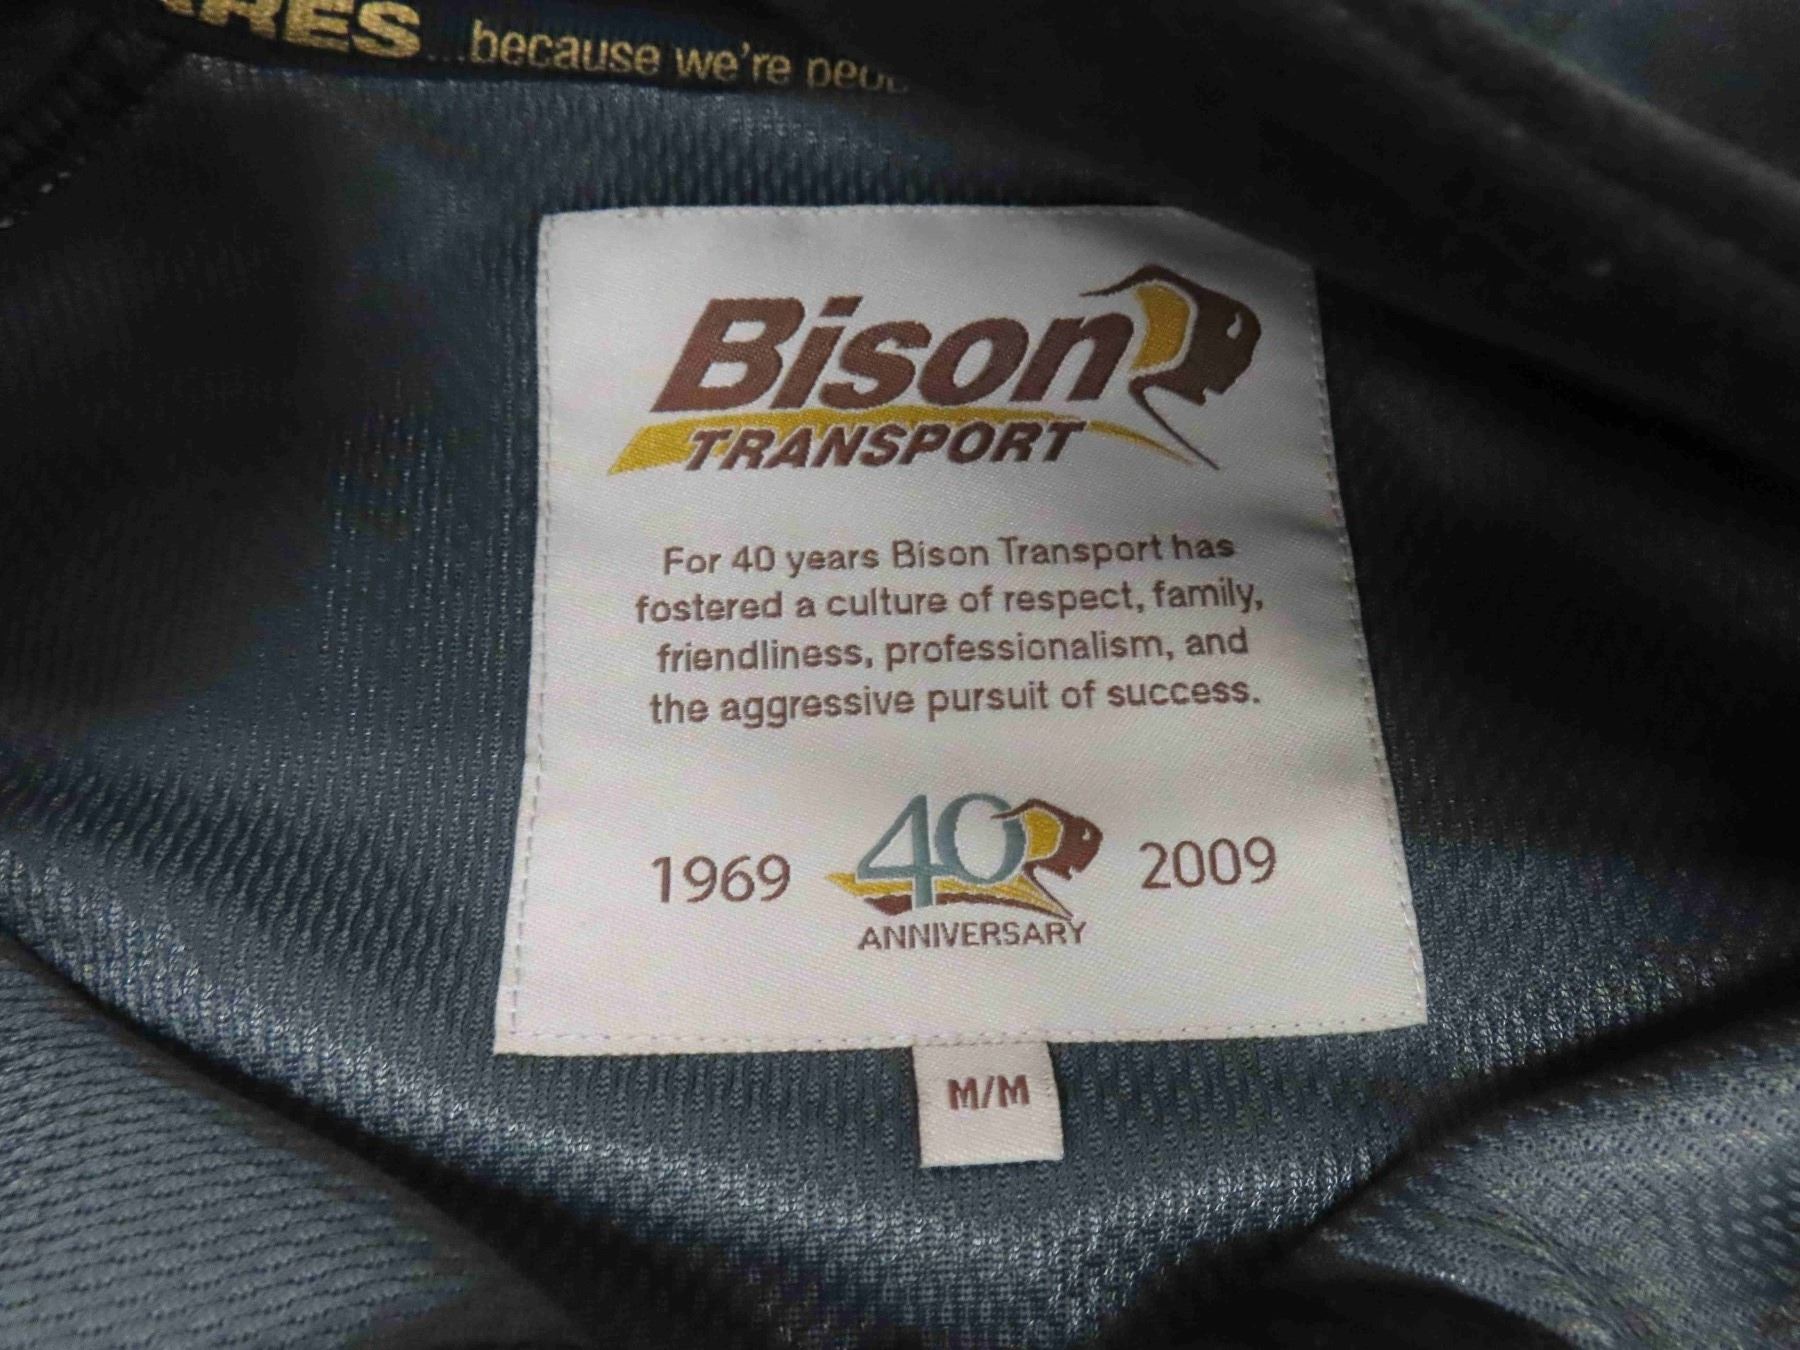 ...because we're
Bison
TRANSPORT
For 40 years Bison Transport has
fostered a culture of respect, family,
friendliness, professionalism, and
the aggressive pursuit of success.
1969 40 2009
ANNIVERSARY
M/M